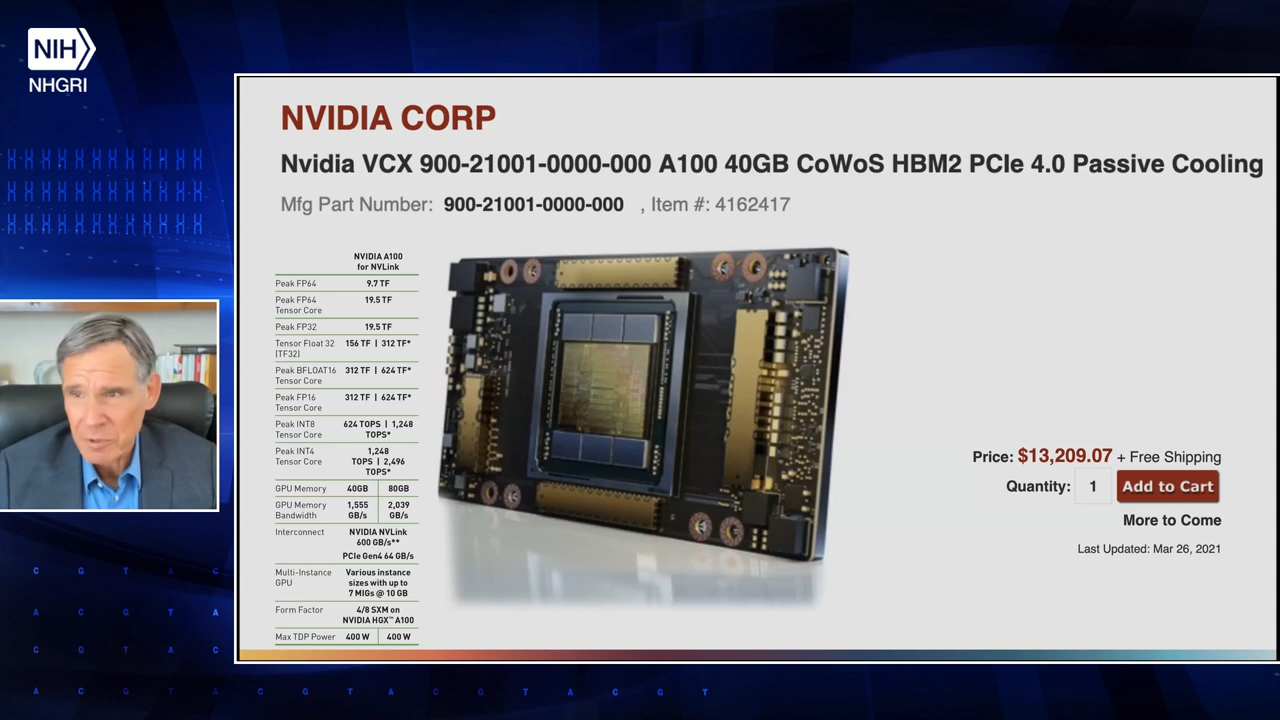 NIH
NHGRI
NVIDIA CORP
Nvidia VCX 900-21001-0000-000 A100 40GB CoWoS HBM2 PCIe 4.0 Passive Cooling
Mfg Part Number: 900-21001-0000-000 , Item #: 4162417
NVIDIA A100
for NVLink
Peak FP64 9.7 TF
Peak FP64 19.5 TF
Tensor Core
Peak FP32 19.5 TF
Tensor Float 32 156 TF | 312 TF*
(TF32)
Peak BFLOAT16 312 TF | 624 TF*
Tensor Core
Peak FP16 312 TF | 624 TF*
Tensor Core
Peak INT8 624 TOPS | 1,248
Tensor Core TOPS*
Peak INT4 1,248
Tensor Core TOPS | 2,496
TOPS*
GPU Memory 40GB 80GB
GPU Memory 1,555 2,039
Bandwidth GB/s GB/s
Interconnect NVIDIA NVLink
600 GB/s**
PCIe Gen4 64 GB/s
Multi-Instance Various instance
GPU sizes with up to
7 MIGs @ 10 GB
Form Factor 4/8 SXM on
NVIDIA HGX™ A100
Max TDP Power 400 W 400 W
Price: $13,209.07 + Free Shipping
Quantity: 1 Add to Cart
More to Come
Last Updated: Mar 26, 2021
C G T A C
A C G T A
C G T A C
A C G T A C G T A C G T A C G T